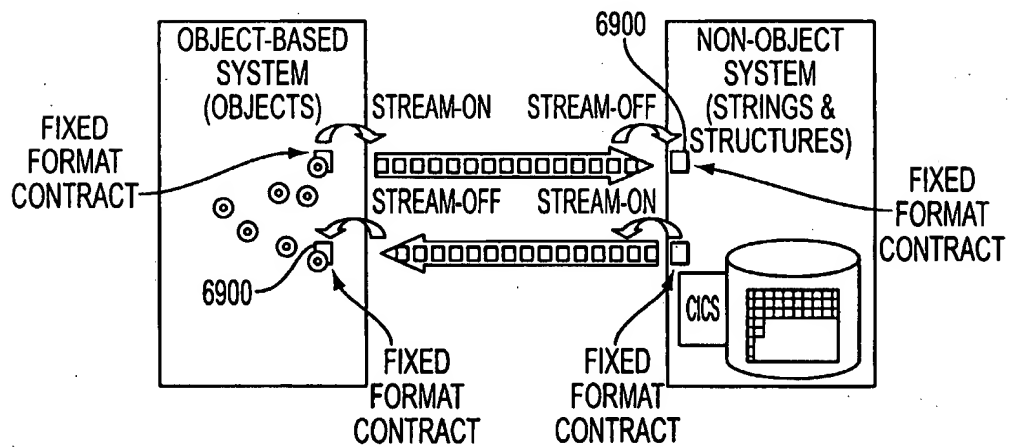 OBJECT-BASED
SYSTEM
(OBJECTS)
6900
NON-OBJECT
SYSTEM
(STRINGS &
STRUCTURES)
STREAM-ON
STREAM-OFF
FIXED
FORMAT
CONTRACT
FIXED
FORMAT
CONTRACT
STREAM-OFF
STREAM-ON
6900
CICS
FIXED
FORMAT
CONTRACT
FIXED
FORMAT
CONTRACT